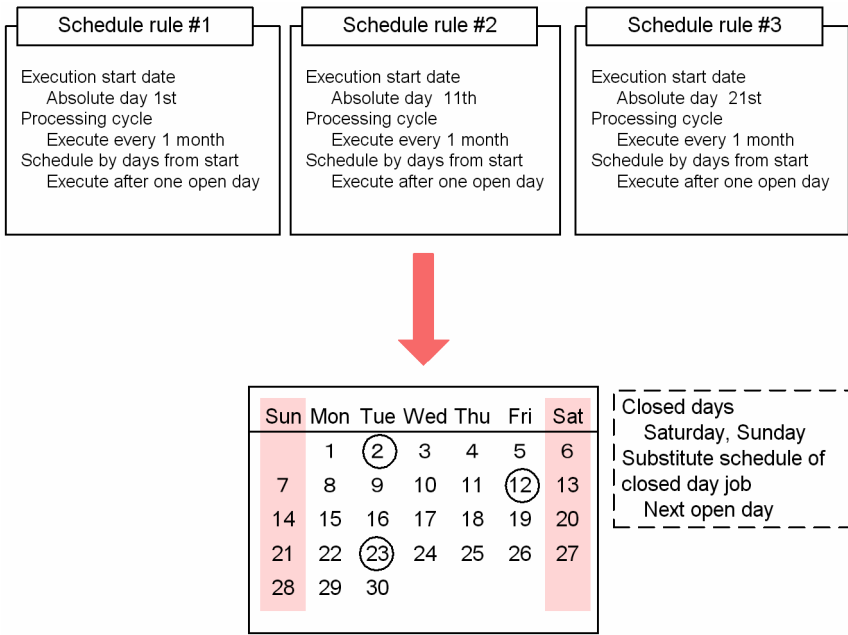 Schedule rule #1
Execution start date
Absolute day 1st
Processing cycle
Execute every 1 month
Schedule by days from start
Execute after one open day
Schedule rule #2
Execution start date
Absolute day 11th
Processing cycle
Execute every 1 month
Schedule by days from start
Execute after one open day
Schedule rule #3
Execution start date
Absolute day 21st
Processing cycle
Execute every 1 month
Schedule by days from start
Execute after one open day
Sun Mon Tue Wed Thu Fri Sat
1 2 3 4 5 6
7 8 9 10 11 12 13
14 15 16 17 18 19 20
21 22 23 24 25 26 27
28 29 30
Closed days
Saturday, Sunday
Substitute schedule of
closed day job
Next open day